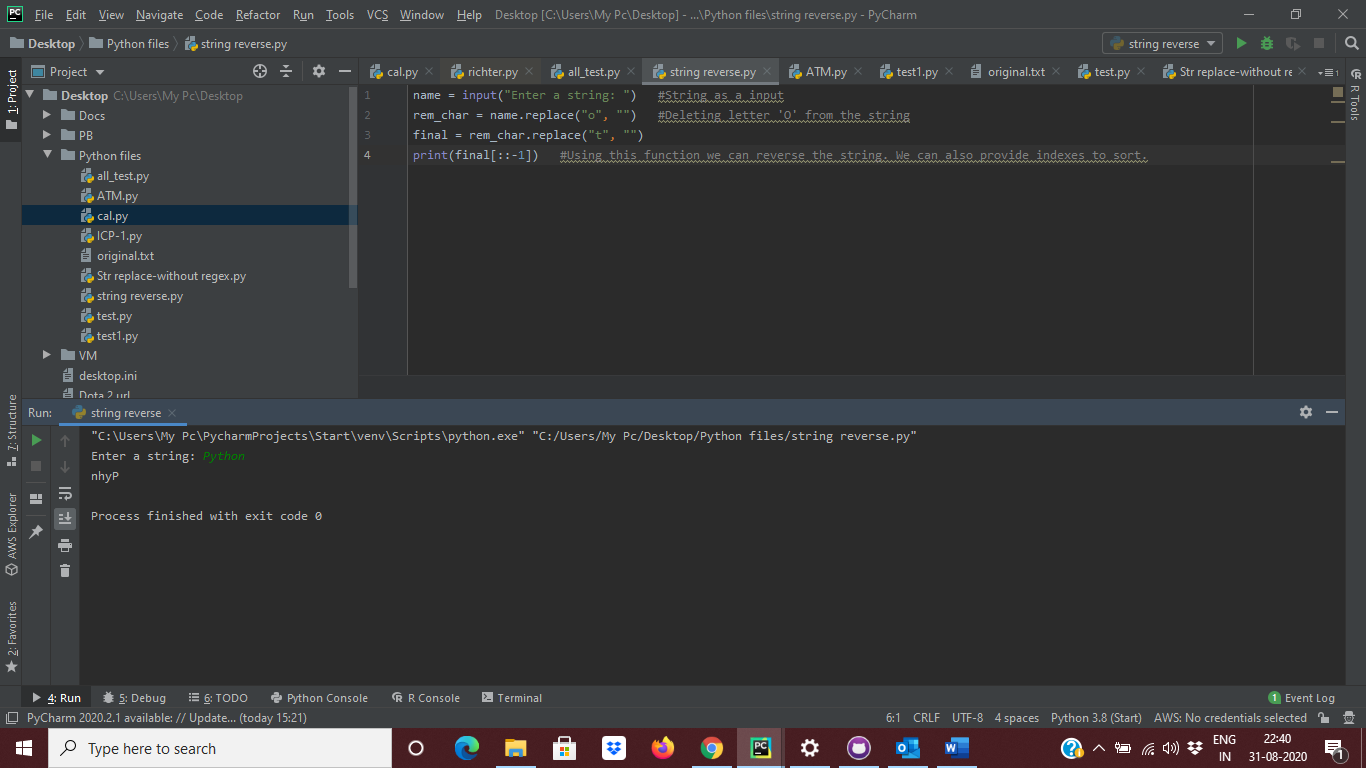 PC File Edit View Navigate Code Refactor Run Tools VCS Window Help Desktop [C:\Users\My Pc\Desktop] - ...\Python files\string reverse.py - PyCharm
Desktop Python files string reverse.py string reverse
Project cal.py richter.py all_test.py string reverse.py ATM.py test1.py original.txt test.py Str replace-without re
1: Project
R Tools
Desktop C:\Users\My Pc\Desktop
Docs
PB
Python files
all_test.py
ATM.py
cal.py
ICP-1.py
original.txt
Str replace-without regex.py
string reverse.py
test.py
test1.py
VM
desktop.ini
Dota 2.url
1 name = input("Enter a string: ") #String as a input
2 rem_char = name.replace("o", "") #Deleting letter 'O' from the string
3 final = rem_char.replace("t", "")
4 print(final[::-1]) #Using this function we can reverse the string. We can also provide indexes to sort.
Run: string reverse
7: Structure
AWS Explorer
2: Favorites
"C:\Users\My Pc\PycharmProjects\Start\venv\Scripts\python.exe" "C:/Users/My Pc/Desktop/Python files/string reverse.py"
Enter a string: Python
nhyP
Process finished with exit code 0
4: Run 5: Debug 6: TODO Python Console R Console Terminal 1 Event Log
PyCharm 2020.2.1 available: // Update... (today 15:21) 6:1 CRLF UTF-8 4 spaces Python 3.8 (Start) AWS: No credentials selected
Type here to search
ENG
IN
22:40
31-08-2020
1